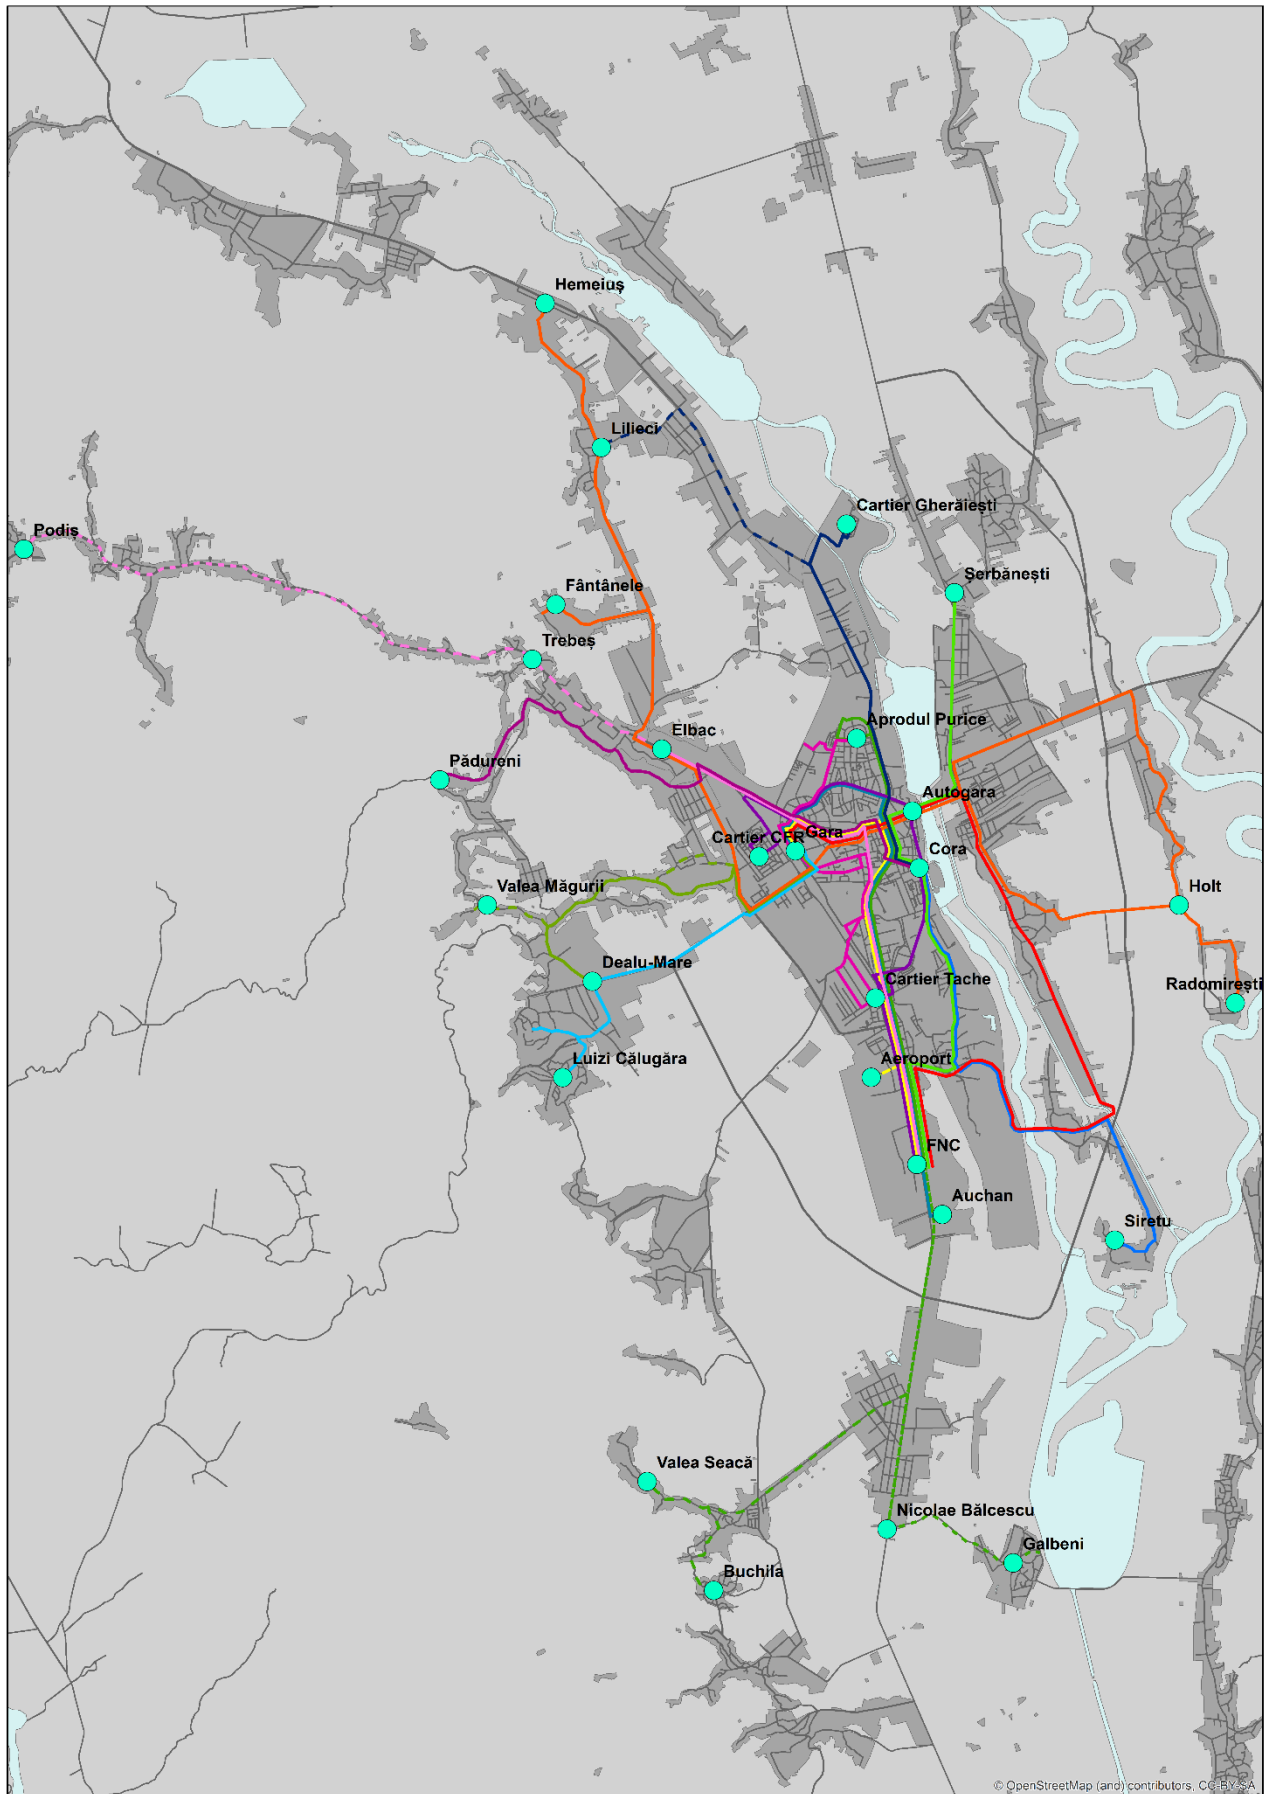 Hemeiuș
Lilieci
Cartier Gherăiești
Podis
Șerbănești
Fântânele
Trebeș
Aprodul Purice
Elbac
Pădureni
Autogara
Cartier CFR
Gara
Cora
Valea Măgurii
Holt
Dealu-Mare
Cartier Tache
Radomirești
Luizi Călugăra
Aeroport
FNC
Auchan
Siretu
Valea Seacă
Nicolae Bălcescu
Galbeni
Buchila
© OpenStreetMap (and) contributors, CC-BY-SA